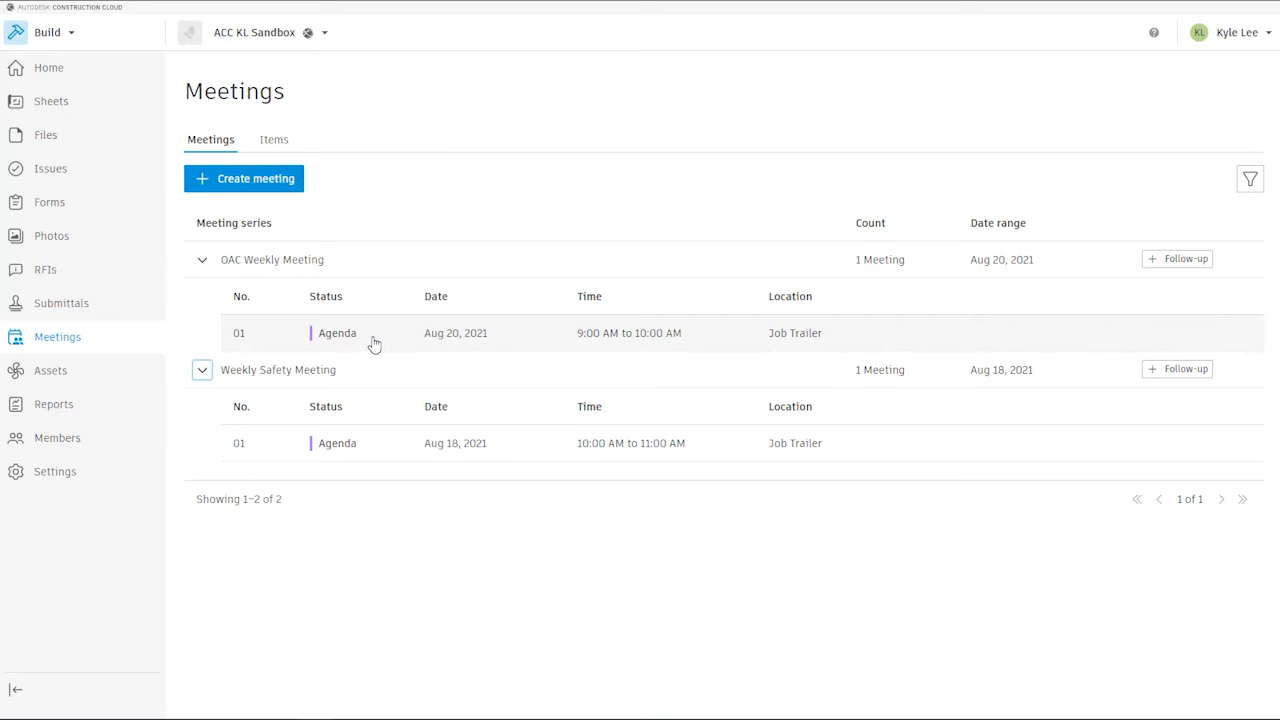 AUTODESK CONSTRUCTION CLOUD
Build
ACC KL Sandbox
KL
Kyle Lee
Home
Sheets
Files
Issues
Forms
Photos
RFIs
Submittals
Meetings
Assets
Reports
Members
Settings
Meetings
Meetings Items
+ Create meeting
Meeting series Count Date range
OAC Weekly Meeting 1 Meeting Aug 20, 2021 + Follow-up
No. Status Date Time Location
01 Agenda Aug 20, 2021 9:00 AM to 10:00 AM Job Trailer
Weekly Safety Meeting 1 Meeting Aug 18, 2021 + Follow-up
No. Status Date Time Location
01 Agenda Aug 18, 2021 10:00 AM to 11:00 AM Job Trailer
Showing 1–2 of 2 1 of 1